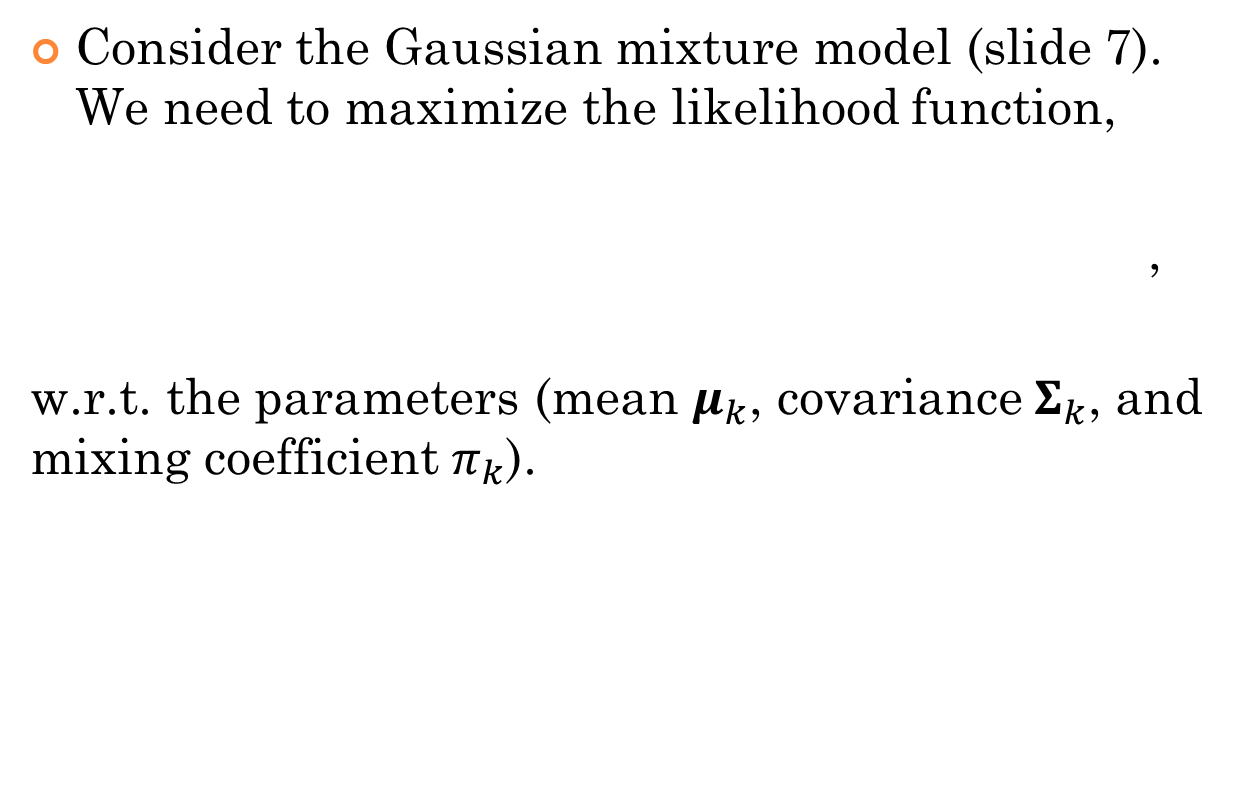 Consider the Gaussian mixture model (slide 7).
We need to maximize the likelihood function,
,
w.r.t. the parameters (mean 𝝁ₖ, covariance 𝚺ₖ, and
mixing coefficient 𝜋ₖ).